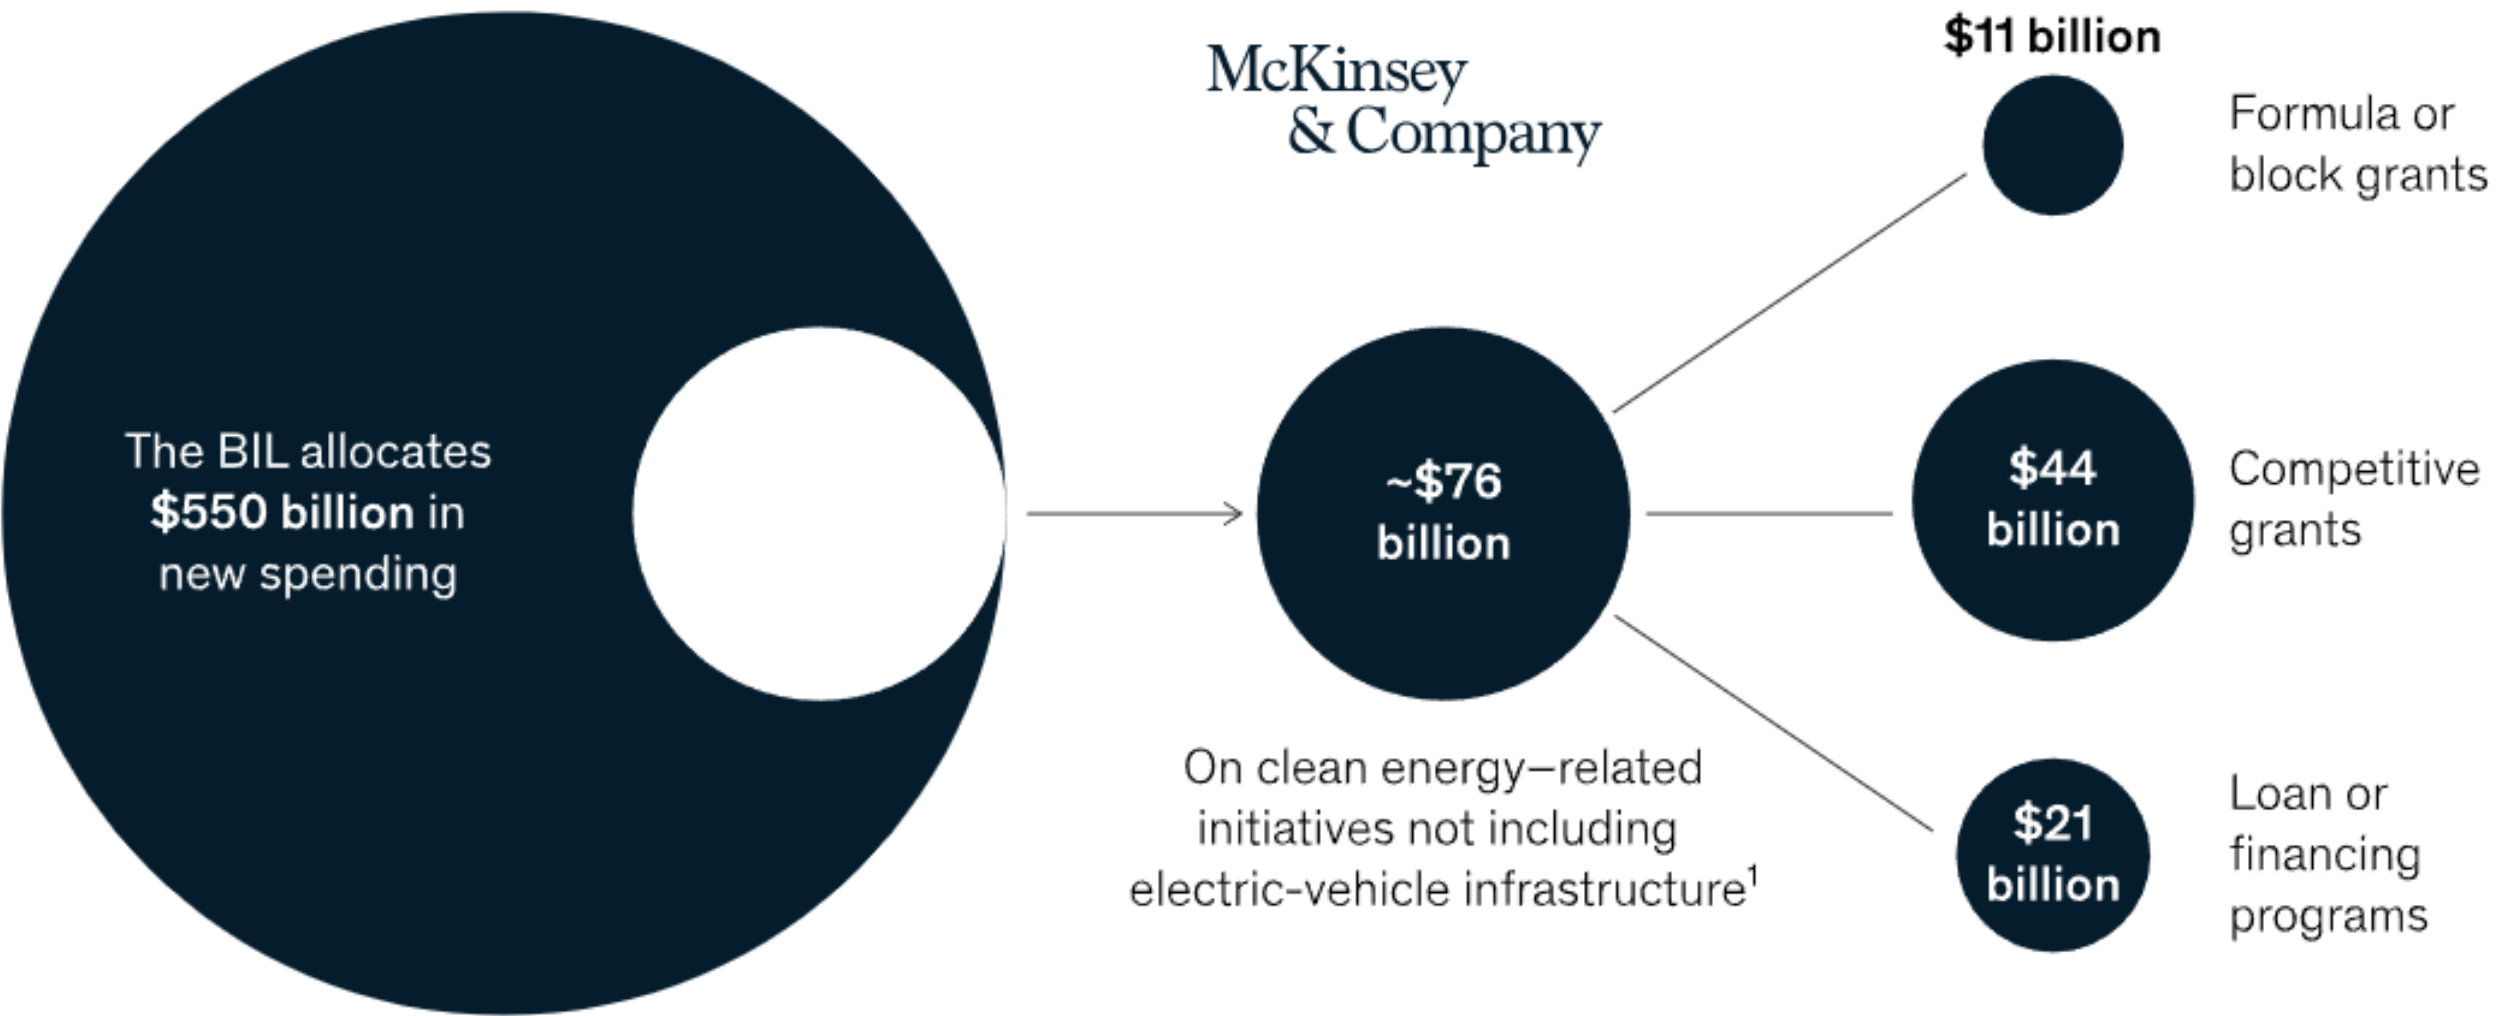 The BIL allocates
$550 billion in
new spending
McKinsey
& Company
~$76
billion
On clean energy–related
initiatives not including
electric-vehicle infrastructure¹
$11 billion
Formula or
block grants
$44
billion
Competitive
grants
$21
billion
Loan or
financing
programs